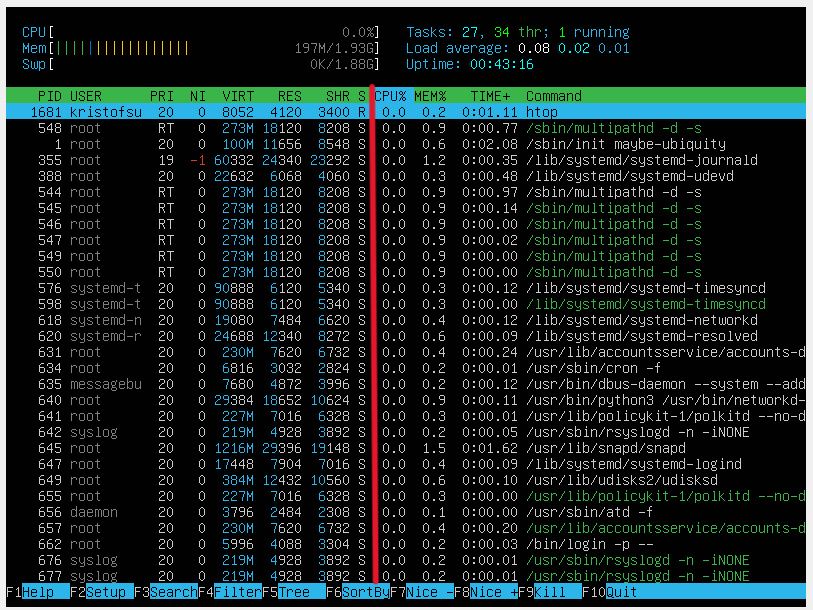 CPU[ 0.0%] Tasks: 27, 34 thr; 1 running
Mem[||||||||||||||||||| 197M/1.93G] Load average: 0.08 0.02 0.01
Swp[ 0K/1.88G] Uptime: 00:43:16
PID USER PRI NI VIRT RES SHR S CPU% MEM% TIME+ Command
1681 kristofsu 20 0 8052 4120 3400 R 0.0 0.2 0:01.11 htop
548 root RT 0 273M 18120 8208 S 0.0 0.9 0:00.77 /sbin/multipathd -d -s
1 root 20 0 100M 11656 8548 S 0.0 0.6 0:02.08 /sbin/init maybe-ubiquity
355 root 19 -1 60332 24340 23292 S 0.0 1.2 0:00.35 /lib/systemd/systemd-journald
388 root 20 0 22632 6068 4060 S 0.0 0.3 0:00.48 /lib/systemd/systemd-udevd
544 root RT 0 273M 18120 8208 S 0.0 0.9 0:00.97 /sbin/multipathd -d -s
545 root RT 0 273M 18120 8208 S 0.0 0.9 0:00.14 /sbin/multipathd -d -s
546 root RT 0 273M 18120 8208 S 0.0 0.9 0:00.00 /sbin/multipathd -d -s
547 root RT 0 273M 18120 8208 S 0.0 0.9 0:00.02 /sbin/multipathd -d -s
549 root RT 0 273M 18120 8208 S 0.0 0.9 0:00.00 /sbin/multipathd -d -s
550 root RT 0 273M 18120 8208 S 0.0 0.9 0:00.00 /sbin/multipathd -d -s
576 systemd-t 20 0 90888 6120 5340 S 0.0 0.3 0:00.12 /lib/systemd/systemd-timesyncd
598 systemd-t 20 0 90888 6120 5340 S 0.0 0.3 0:00.00 /lib/systemd/systemd-timesyncd
618 systemd-n 20 0 19080 7484 6620 S 0.0 0.4 0:00.12 /lib/systemd/systemd-networkd
620 systemd-r 20 0 24688 12340 8272 S 0.0 0.6 0:00.09 /lib/systemd/systemd-resolved
631 root 20 0 230M 7620 6732 S 0.0 0.4 0:00.24 /usr/lib/accountsservice/accounts-d
634 root 20 0 6816 3032 2824 S 0.0 0.2 0:00.01 /usr/sbin/cron -f
635 messagebu 20 0 7680 4872 3996 S 0.0 0.2 0:00.12 /usr/bin/dbus-daemon --system --add
640 root 20 0 29384 18652 10624 S 0.0 0.9 0:00.11 /usr/bin/python3 /usr/bin/networkd-
641 root 20 0 227M 7016 6328 S 0.0 0.3 0:00.01 /usr/lib/policykit-1/polkitd --no-d
642 syslog 20 0 219M 4928 3892 S 0.0 0.2 0:00.05 /usr/sbin/rsyslogd -n -iNONE
645 root 20 0 1216M 29396 19148 S 0.0 1.5 0:01.62 /usr/lib/snapd/snapd
647 root 20 0 17448 7904 7016 S 0.0 0.4 0:00.09 /lib/systemd/systemd-logind
649 root 20 0 384M 12432 10560 S 0.0 0.6 0:00.10 /usr/lib/udisks2/udisksd
655 root 20 0 227M 7016 6328 S 0.0 0.3 0:00.00 /usr/lib/policykit-1/polkitd --no-d
656 daemon 20 0 3796 2484 2308 S 0.0 0.1 0:00.00 /usr/sbin/atd -f
657 root 20 0 230M 7620 6732 S 0.0 0.4 0:00.20 /usr/lib/accountsservice/accounts-d
662 root 20 0 5996 4088 3304 S 0.0 0.2 0:00.03 /bin/login -p --
676 syslog 20 0 219M 4928 3892 S 0.0 0.2 0:00.01 /usr/sbin/rsyslogd -n -iNONE
677 syslog 20 0 219M 4928 3892 S 0.0 0.2 0:00.00 /usr/sbin/rsyslogd -n -iNONE
F1Help F2Setup F3SearchF4FilterF5Tree F6SortByF7Nice -F8Nice +F9Kill F10Quit